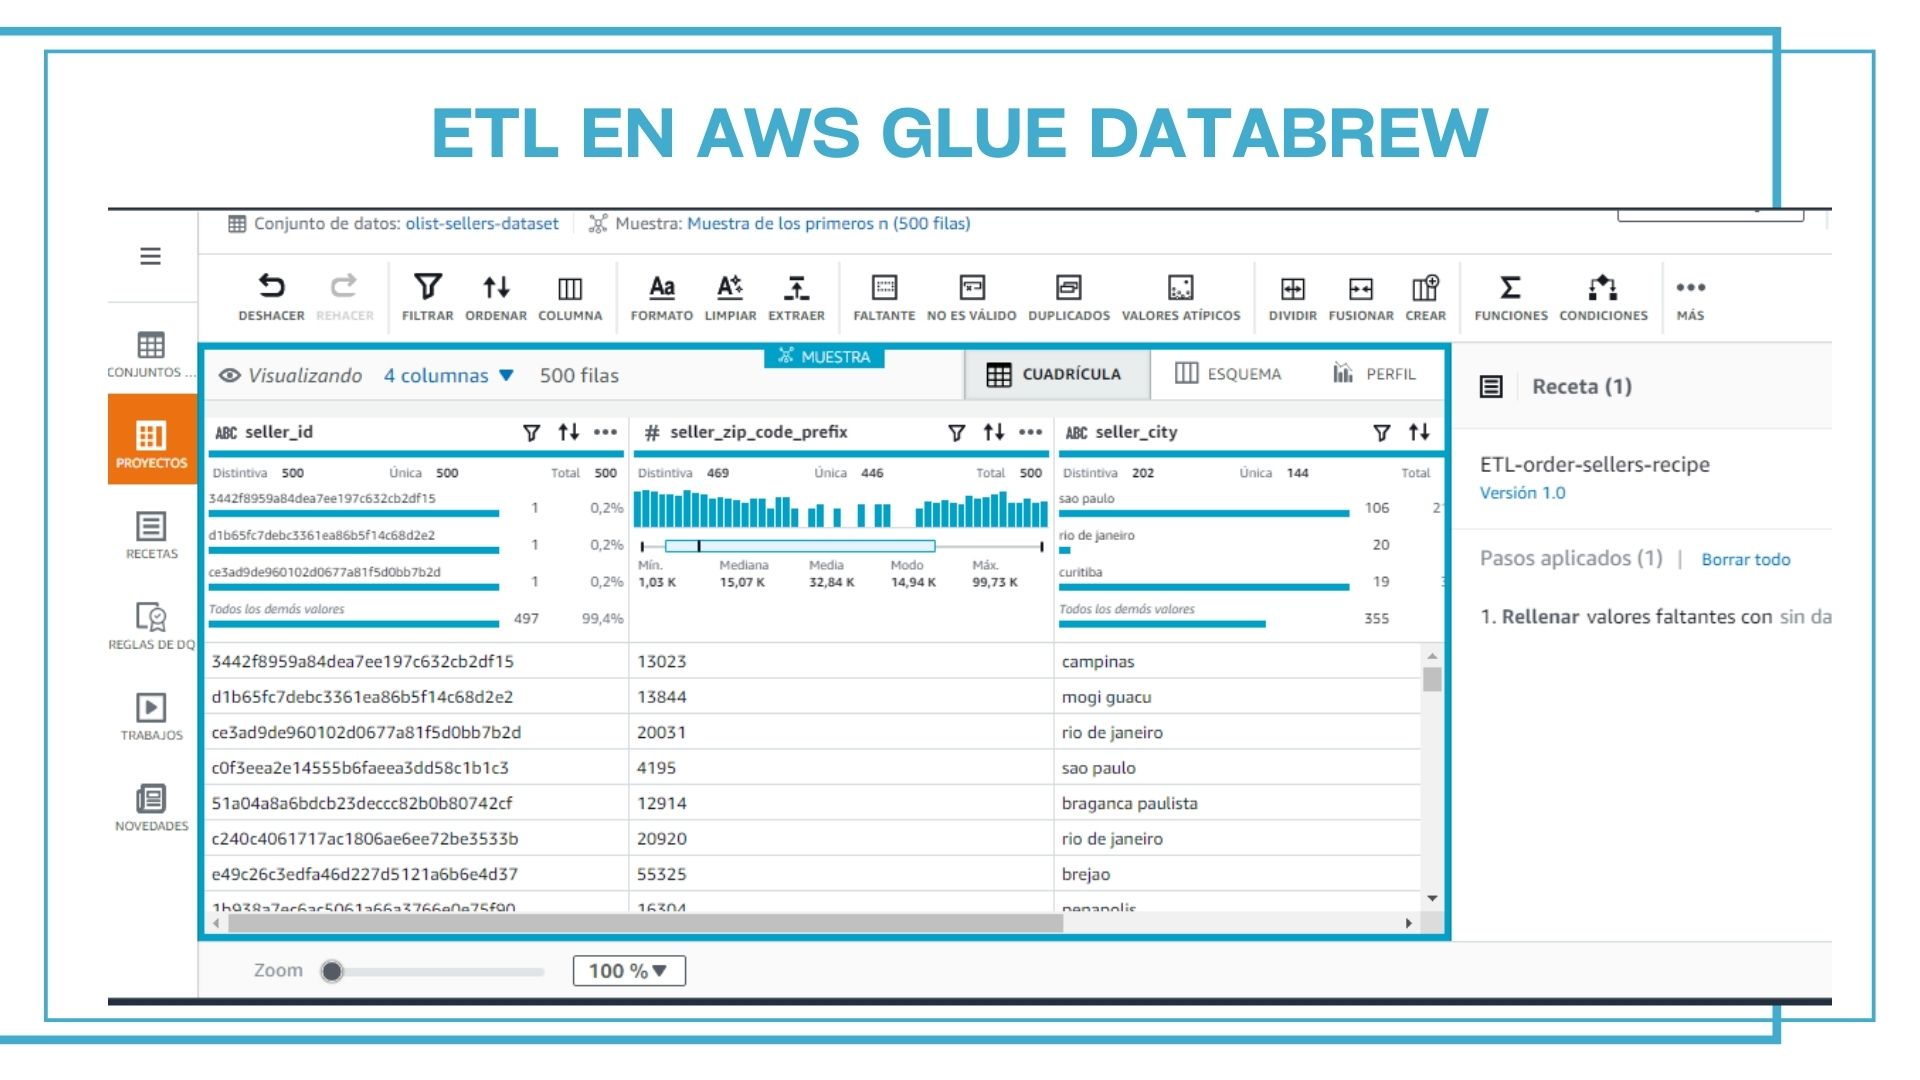 ETL EN AWS GLUE DATABREW
Conjunto de datos: olist-sellers-dataset Muestra: Muestra de los primeros n (500 filas)
DESHACER REHACER FILTRAR ORDENAR COLUMNA FORMATO LIMPIAR EXTRAER FALTANTE NO ES VÁLIDO DUPLICADOS VALORES ATÍPICOS DIVIDIR FUSIONAR CREAR FUNCIONES CONDICIONES MÁS
CONJUNTOS ...
PROYECTOS
RECETAS
REGLAS DE DQ
TRABAJOS
NOVEDADES
MUESTRA
Visualizando 4 columnas 500 filas CUADRÍCULA ESQUEMA PERFIL
ABC seller_id # seller_zip_code_prefix ABC seller_city
Distintiva 500 Única 500 Total 500 Distintiva 469 Única 446 Total 500 Distintiva 202 Única 144 Total
3442f8959a84dea7ee197c632cb2df15 1 0,2% sao paulo 106
d1b65fc7debc3361ea86b5f14c68d2e2 1 0,2% rio de janeiro 20
ce3ad9de960102d0677a81f5d0bb7b2d 1 0,2% curitiba 19
Mín. Mediana Media Modo Máx.
1,03 K 15,07 K 32,84 K 14,94 K 99,73 K
Todos los demás valores 497 99,4% Todos los demás valores 355
3442f8959a84dea7ee197c632cb2df15 13023 campinas
d1b65fc7debc3361ea86b5f14c68d2e2 13844 mogi guacu
ce3ad9de960102d0677a81f5d0bb7b2d 20031 rio de janeiro
c0f3eea2e14555b6faeea3dd58c1b1c3 4195 sao paulo
51a04a8a6bdcb23deccc82b0b80742cf 12914 braganca paulista
c240c4061717ac1806ae6ee72be3533b 20920 rio de janeiro
e49c26c3edfa46d227d5121a6b6e4d37 55325 brejao
1b938a7ec6ac5061a66a3766e0e75f90 16304 penapolis
Zoom 100 %
Receta (1)
ETL-order-sellers-recipe
Versión 1.0
Pasos aplicados (1) | Borrar todo
1. Rellenar valores faltantes con sin da